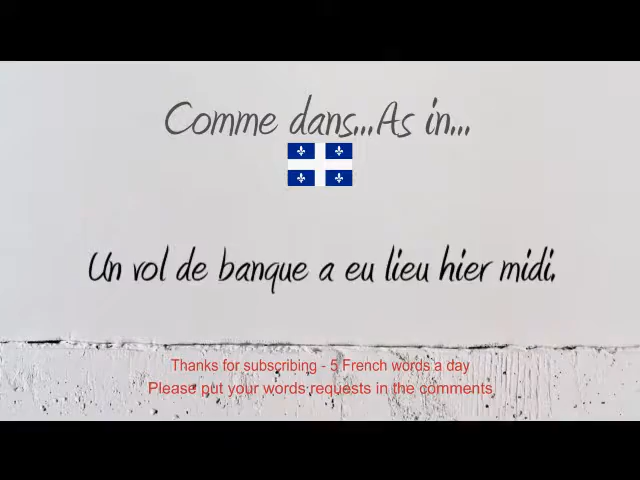 Comme dans...As in...
Un vol de banque a eu lieu hier midi.
Thanks for subscribing - 5 French words a day
Please put your words requests in the comments